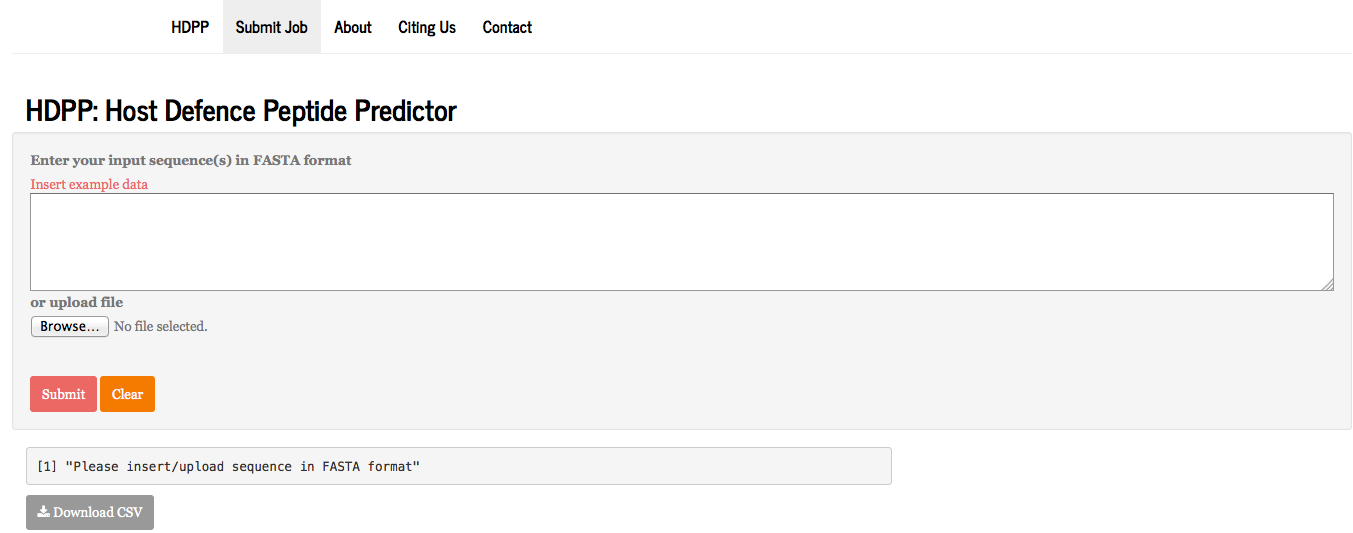 HDPP Submit Job About Citing Us Contact
HDPP: Host Defence Peptide Predictor
Enter your input sequence(s) in FASTA format
Insert example data
or upload file
Browse... No file selected.
Submit Clear
[1] "Please insert/upload sequence in FASTA format"
Download CSV